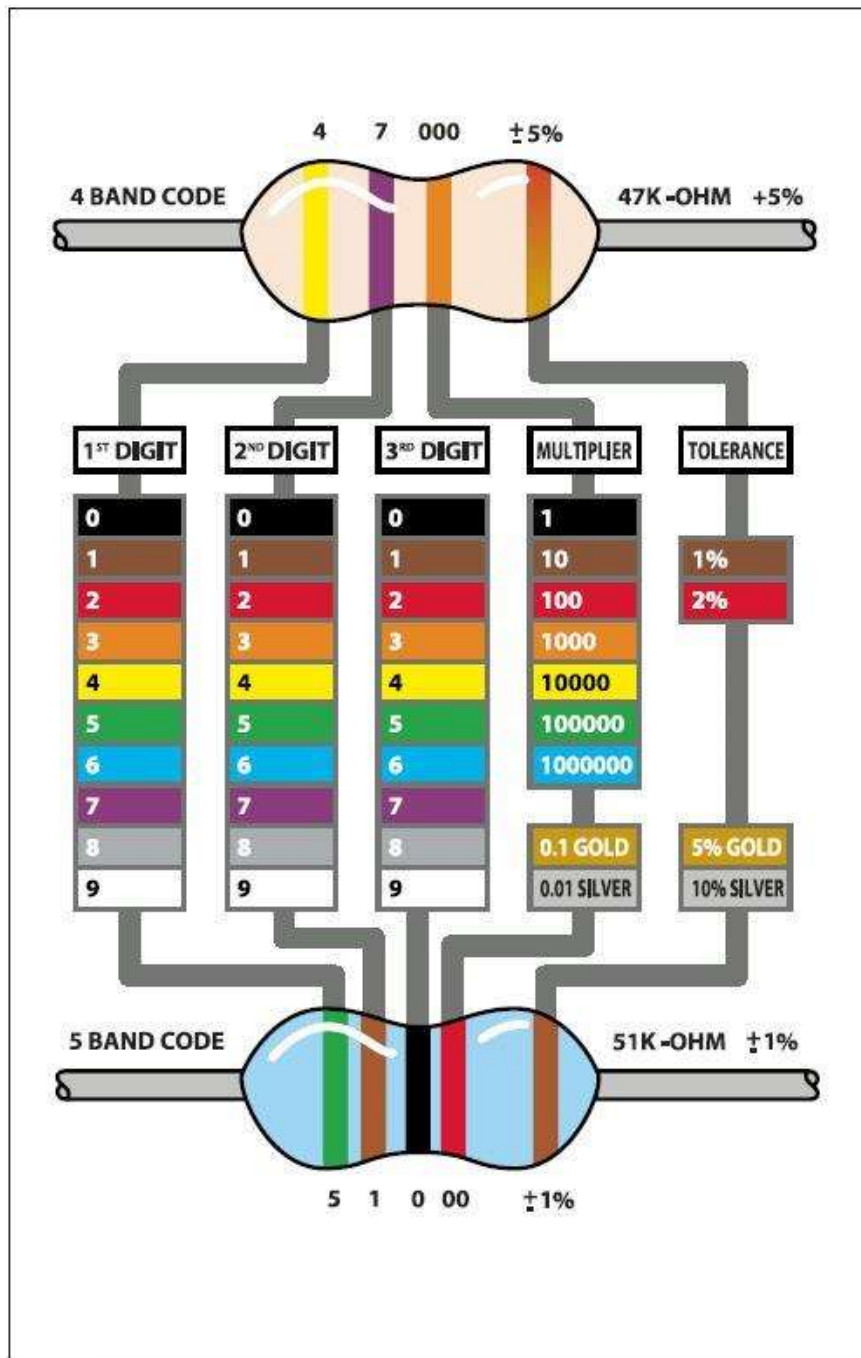 4 7 000 ±5%
4 BAND CODE 47K-OHM +5%
1ST DIGIT 2ND DIGIT 3RD DIGIT MULTIPLIER TOLERANCE
0 0 0 1
1 1 1 10 1%
2 2 2 100 2%
3 3 3 1000
4 4 4 10000
5 5 5 100000
6 6 6 1000000
7 7 7
8 8 8 0.1 GOLD 5% GOLD
9 9 9 0.01 SILVER 10% SILVER
5 BAND CODE 51K-OHM ±1%
5 1 0 00 ±1%